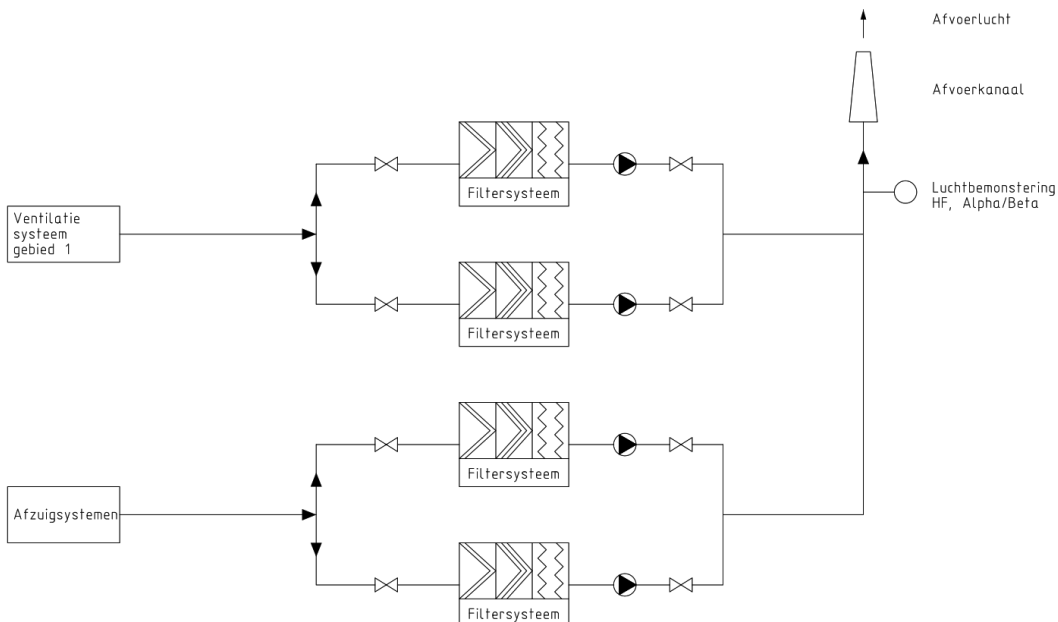 Afvoerlucht
Afvoerkanaal
Filtersysteem
Luchtbemonstering
HF, Alpha/Beta
Ventilatie
systeem
gebied 1
Filtersysteem
Filtersysteem
Afzuigsystemen
Filtersysteem